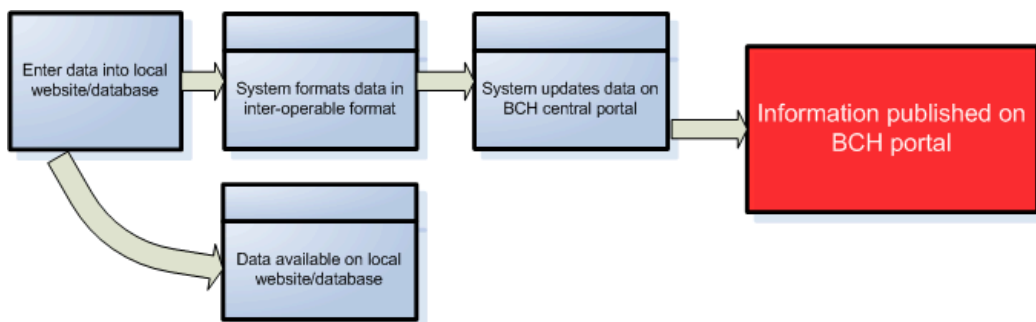 Enter data into local
website/database
System formats data in
inter-operable format
System updates data on
BCH central portal
Information published on
BCH portal
Data available on local
website/database